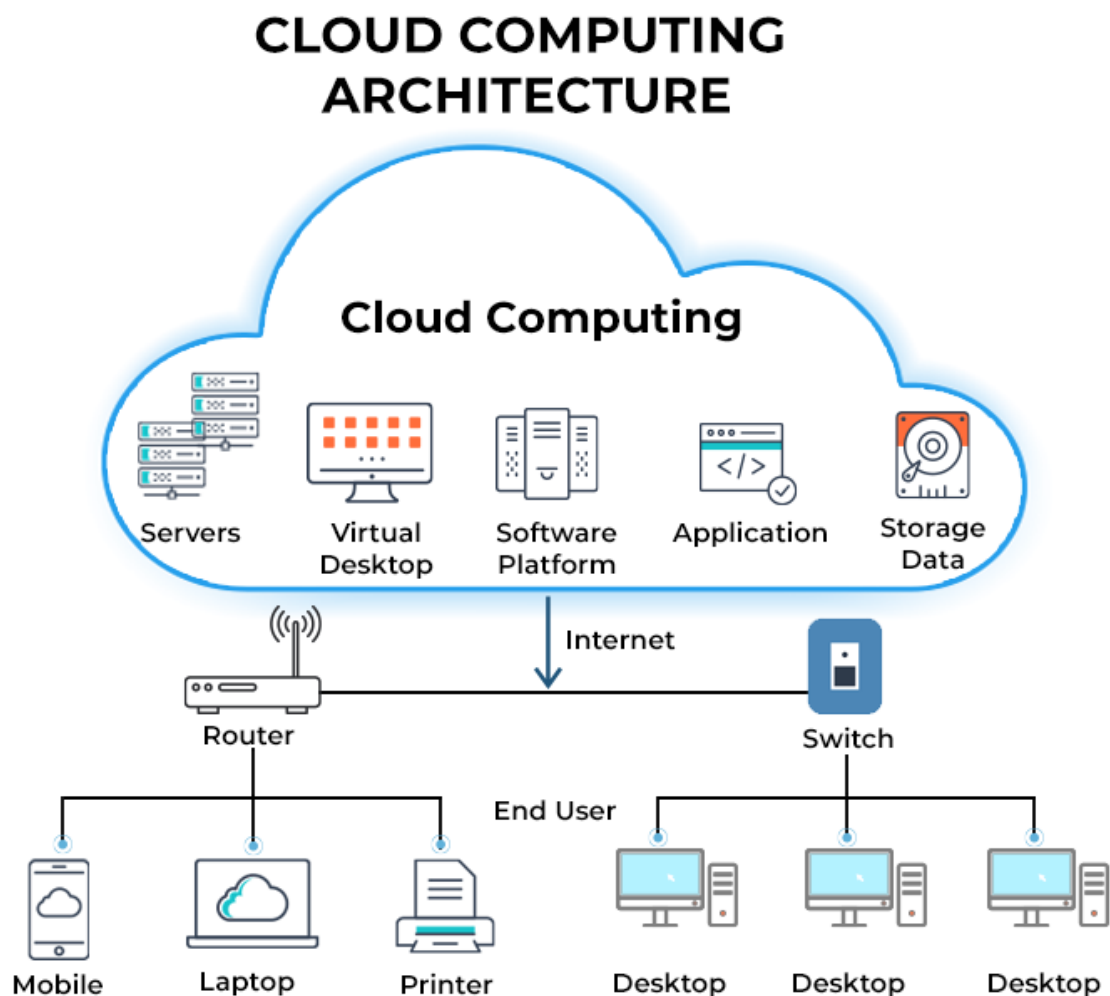 CLOUD COMPUTING
ARCHITECTURE
Cloud Computing
Servers
Virtual
Desktop
Software
Platform
Application
Storage
Data
Internet
Router
Switch
End User
Mobile
Laptop
Printer
Desktop
Desktop
Desktop